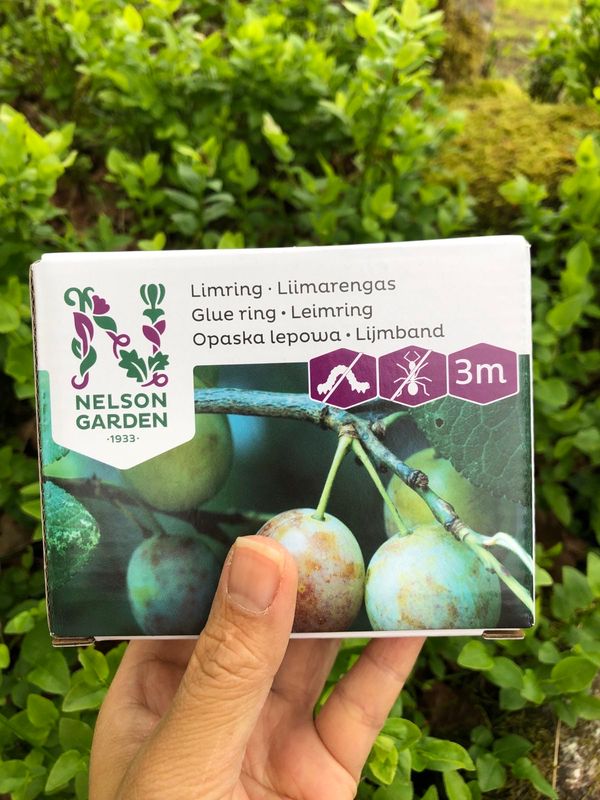 Limring · Liimarengas
Glue ring · Leimring
Opaska lepowa · Lijmband
3m
N
NELSON
GARDEN
·1933·